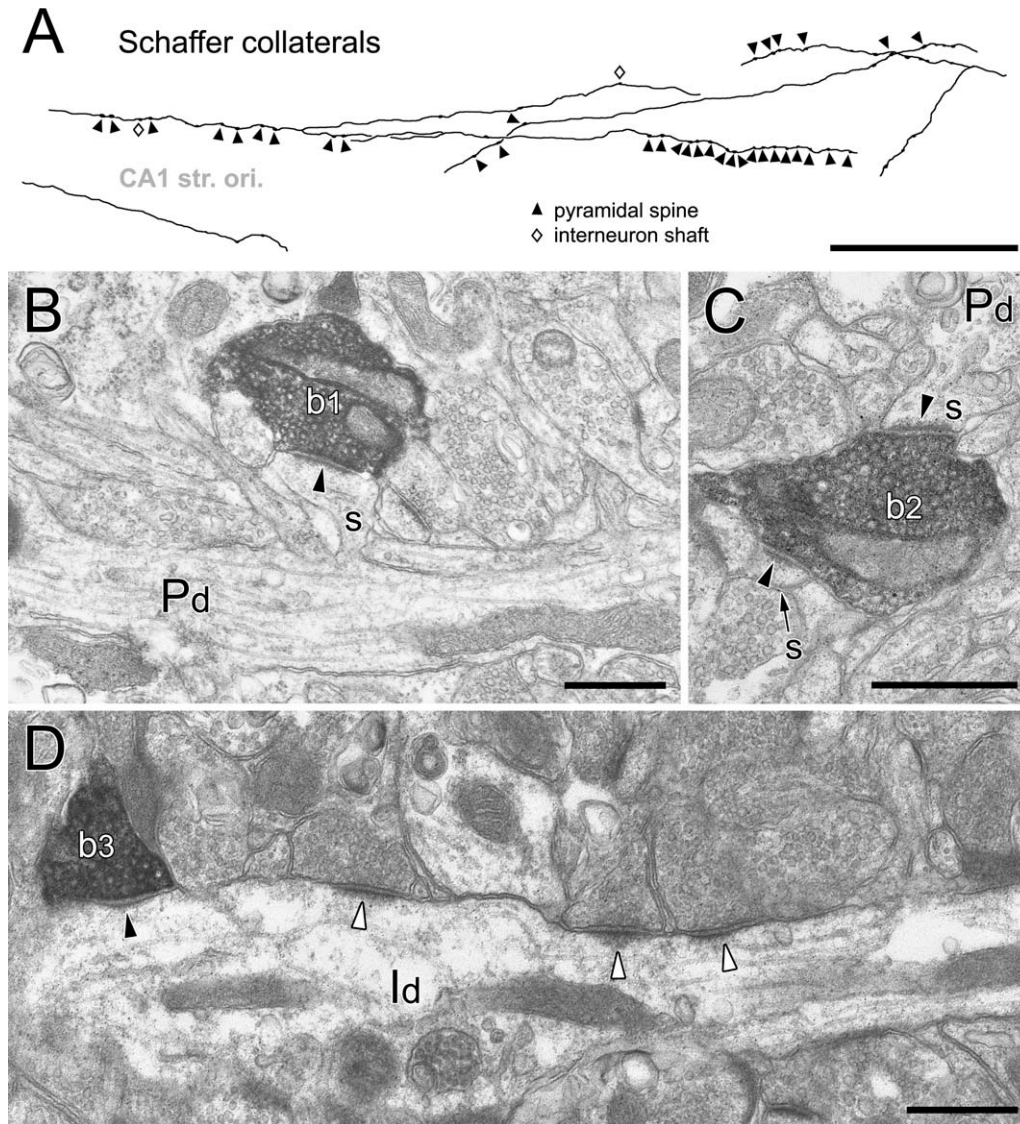 A Schaffer collaterals
CA1 str. ori.
pyramidal spine
interneuron shaft
B
b1
s
Pd
C
Pd
s
b2
s
D
b3
Id